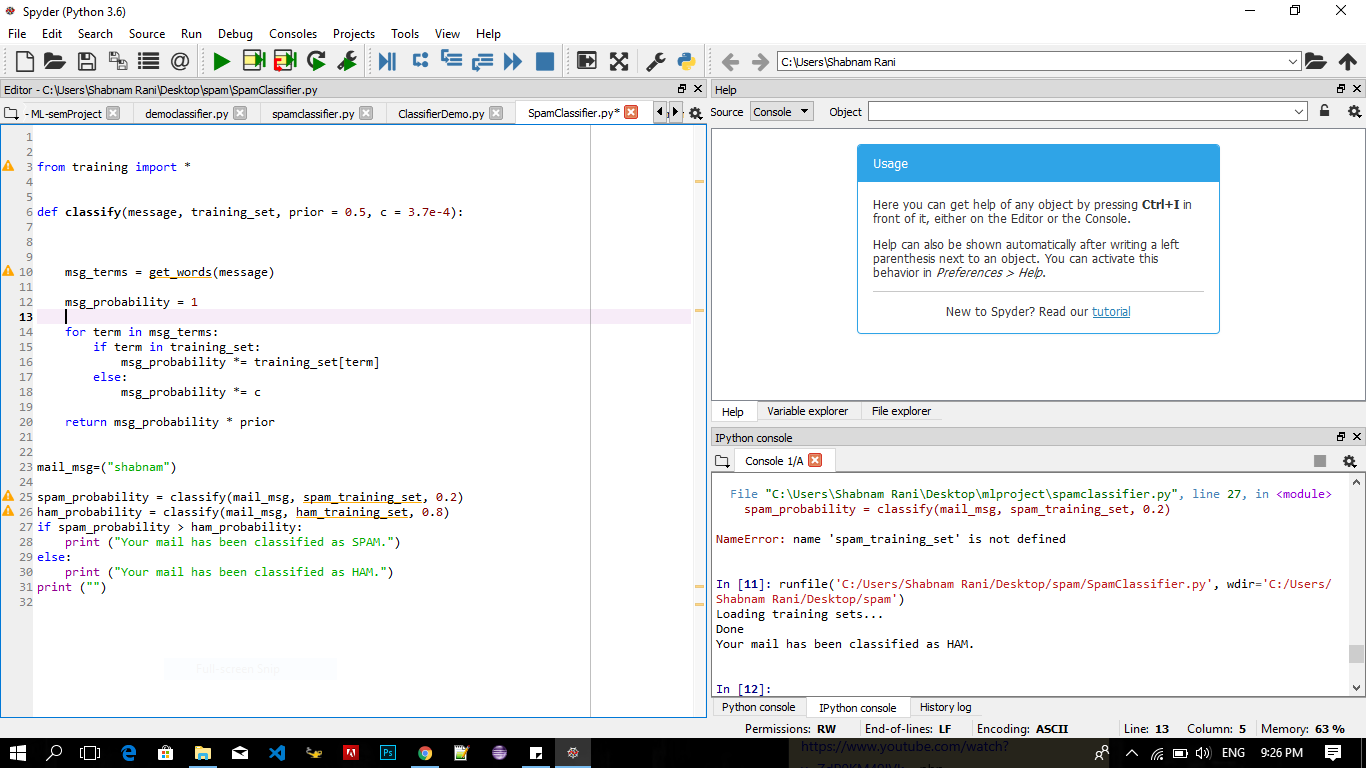 Spyder (Python 3.6)
File Edit Search Source Run Debug Consoles Projects Tools View Help
C:\Users\Shabnam Rani
Editor - C:\Users\Shabnam Rani\Desktop\spam\SpamClassifier.py
- ML-semProject democlassifier.py spamclassifier.py ClassifierDemo.py SpamClassifier.py*
1
2
3 from training import *
4
5
6 def classify(message, training_set, prior = 0.5, c = 3.7e-4):
7
8
9
10 msg_terms = get_words(message)
11
12 msg_probability = 1
13
14 for term in msg_terms:
15 if term in training_set:
16 msg_probability *= training_set[term]
17 else:
18 msg_probability *= c
19
20 return msg_probability * prior
21
22
23 mail_msg=("shabnam")
24
25 spam_probability = classify(mail_msg, spam_training_set, 0.2)
26 ham_probability = classify(mail_msg, ham_training_set, 0.8)
27 if spam_probability > ham_probability:
28 print ("Your mail has been classified as SPAM.")
29 else:
30 print ("Your mail has been classified as HAM.")
31 print ("")
32
Full-screen Snip
Help
Source Console Object
Usage
Here you can get help of any object by pressing Ctrl+I in
front of it, either on the Editor or the Console.
Help can also be shown automatically after writing a left
parenthesis next to an object. You can activate this
behavior in Preferences > Help.
New to Spyder? Read our tutorial
Help Variable explorer File explorer
IPython console
Console 1/A
File "C:\Users\Shabnam Rani\Desktop\mlproject\spamclassifier.py", line 27, in <module>
spam_probability = classify(mail_msg, spam_training_set, 0.2)
NameError: name 'spam_training_set' is not defined
In [11]: runfile('C:/Users/Shabnam Rani/Desktop/spam/SpamClassifier.py', wdir='C:/Users/
Shabnam Rani/Desktop/spam')
Loading training sets...
Done
Your mail has been classified as HAM.
In [12]:
Python console IPython console History log
Permissions: RW End-of-lines: LF Encoding: ASCII Line: 13 Column: 5 Memory: 63 %
https://www.youtube.com/watch?
ENG 9:26 PM